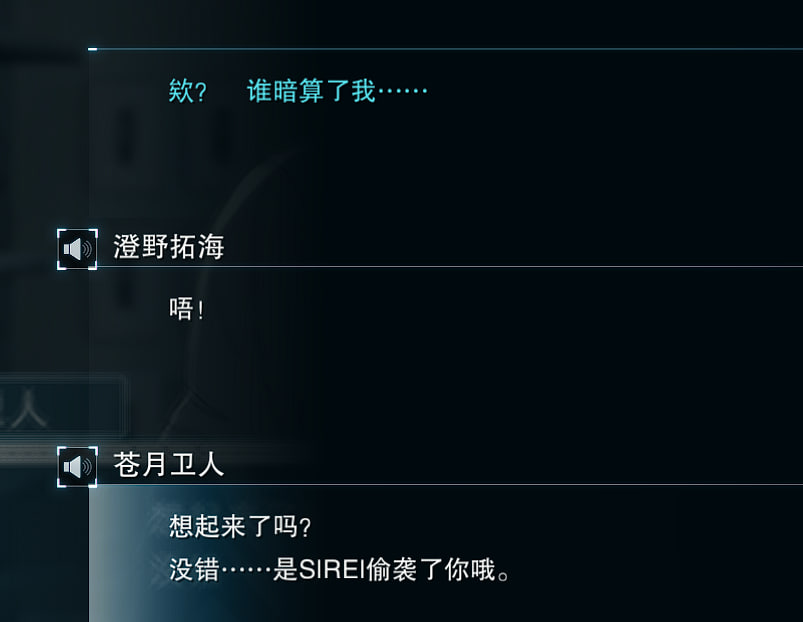 欸？　谁暗算了我……
澄野拓海
唔！
人
苍月卫人
想起来了吗？
没错……是SIREI偷袭了你哦。